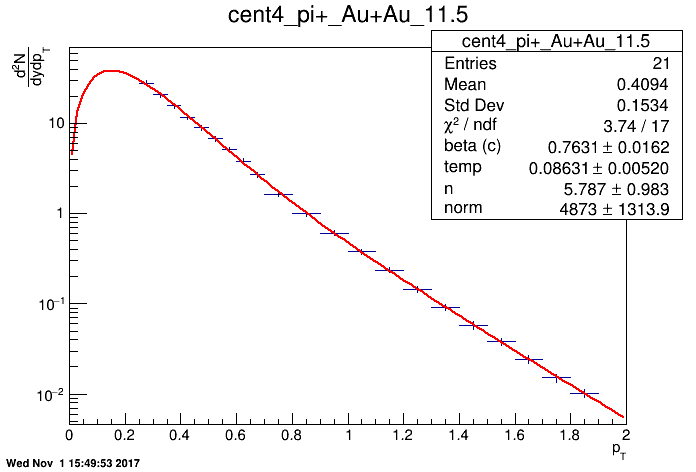 cent4_pi+_Au+Au_11.5
d²N
dydp_T
cent4_pi+_Au+Au_11.5
Entries 21
Mean 0.4094
Std Dev 0.1534
χ² / ndf 3.74 / 17
beta (c) 0.7631 ± 0.0162
temp 0.08631 ± 0.00520
n 5.787 ± 0.983
norm 4873 ± 1313.9
10
1
10⁻¹
10⁻²
0 0.2 0.4 0.6 0.8 1 1.2 1.4 1.6 1.8 2
p_T
Wed Nov 1 15:49:53 2017